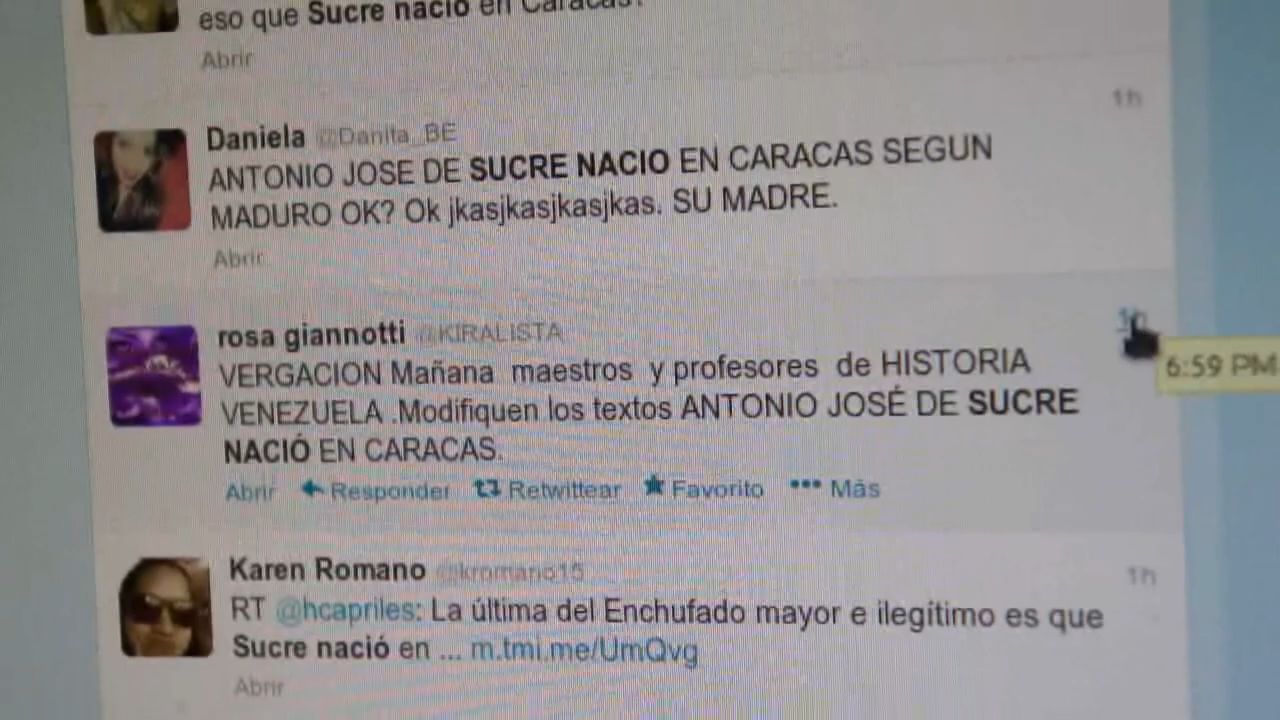 eso que Sucre nació en Caracas?
Abrir
1h
Daniela @Danita_BE
ANTONIO JOSE DE SUCRE NACIO EN CARACAS SEGUN
MADURO OK? Ok jkasjkasjkasjkas. SU MADRE.
Abrir
rosa giannotti @KIRALISTA
1h
6:59 PM
VERGACION Mañana maestros y profesores de HISTORIA
VENEZUELA .Modifiquen los textos ANTONIO JOSÉ DE SUCRE
NACIÓ EN CARACAS.
Abrir Responder Retwittear Favorito Más
Karen Romano @kromano15
1h
RT @hcapriles: La última del Enchufado mayor e ilegítimo es que
Sucre nació en ... m.tmi.me/UmQvg
Abrir